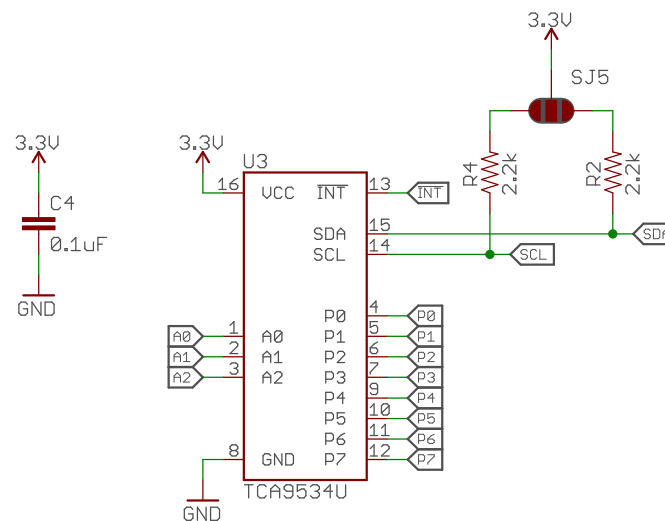 3.3V
SJ5
3.3V
3.3V
U3
R4
2.2k
R2
2.2k
C4
0.1uF
GND
16
VCC
INT
13
INT
SDA
15
SDA
SCL
14
SCL
P0
4
P0
A0
1
A0
P1
5
P1
A1
2
A1
P2
6
P2
A2
3
A2
P3
7
P3
P4
9
P4
P5
10
P5
P6
11
P6
8
GND
P7
12
P7
TCA9534U
GND